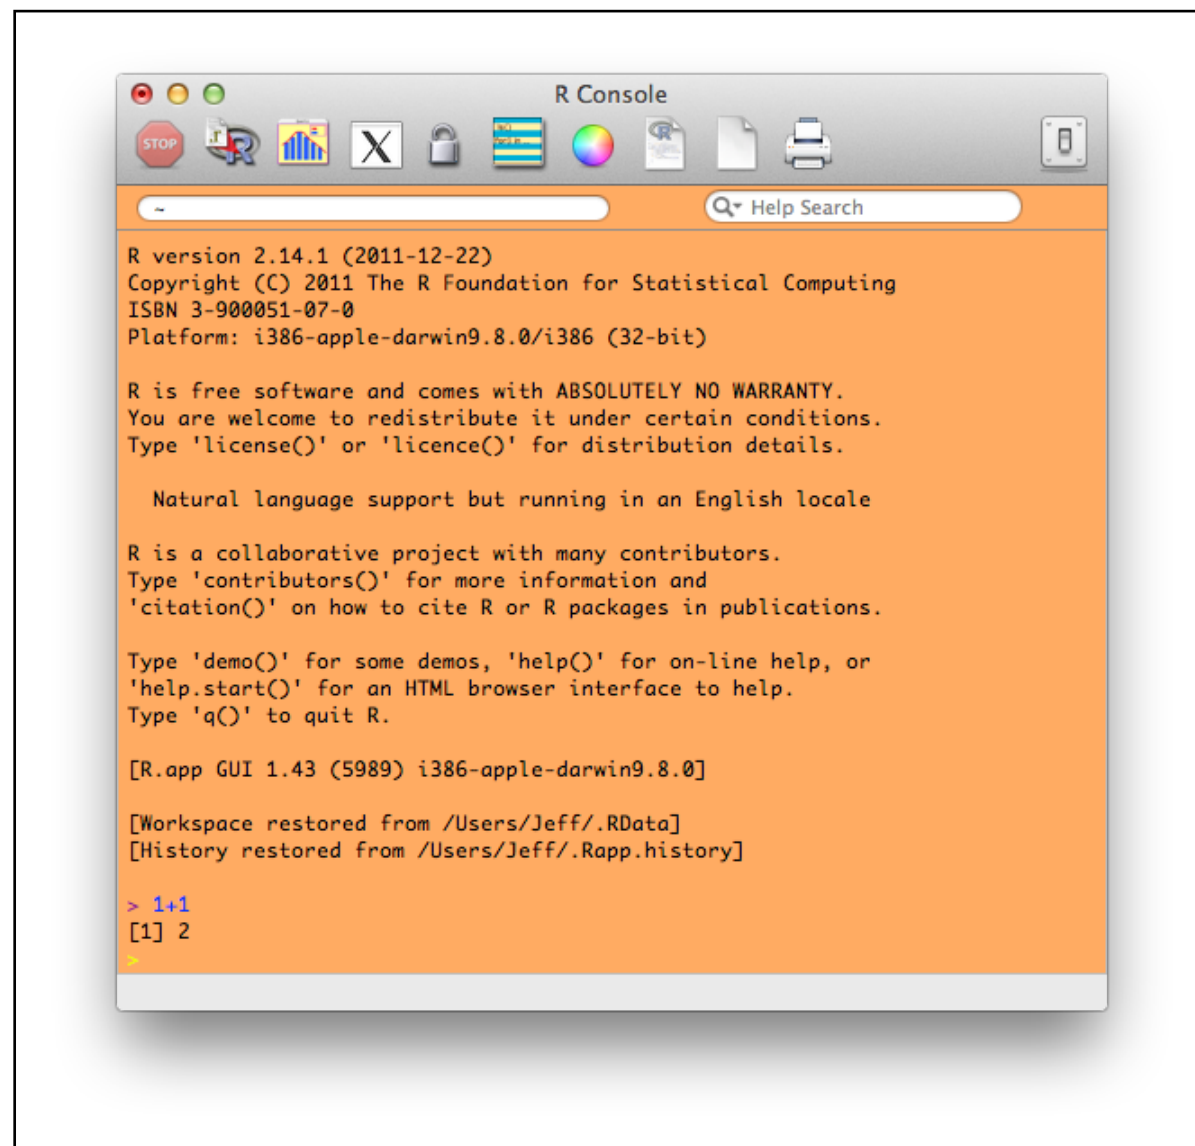 R Console
STOP
X
~
Help Search
R version 2.14.1 (2011-12-22)
Copyright (C) 2011 The R Foundation for Statistical Computing
ISBN 3-900051-07-0
Platform: i386-apple-darwin9.8.0/i386 (32-bit)
R is free software and comes with ABSOLUTELY NO WARRANTY.
You are welcome to redistribute it under certain conditions.
Type 'license()' or 'licence()' for distribution details.
Natural language support but running in an English locale
R is a collaborative project with many contributors.
Type 'contributors()' for more information and
'citation()' on how to cite R or R packages in publications.
Type 'demo()' for some demos, 'help()' for on-line help, or
'help.start()' for an HTML browser interface to help.
Type 'q()' to quit R.
[R.app GUI 1.43 (5989) i386-apple-darwin9.8.0]
[Workspace restored from /Users/Jeff/.RData]
[History restored from /Users/Jeff/.Rapp.history]
> 1+1
[1] 2
>